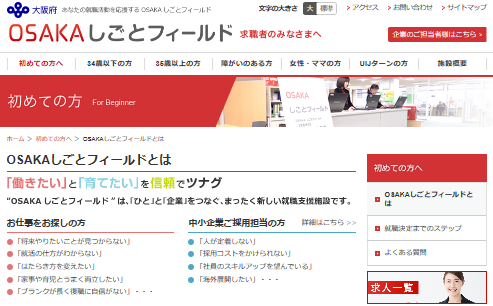 大阪府 あなたの就職活動を応援する OSAKA しごとフィールド
文字の大きさ 大 標準
アクセス お問い合わせ サイトマップ
OSAKAしごとフィールド 求職者のみなさまへ
企業のご担当者様はこちら >
初めての方へ 34歳以下の方 35歳以上の方 障がいのある方 女性・ママの方 UIJターンの方 施設概要
初めての方 For Beginner
OSAKA しごとフィールド
ホーム > 初めての方へ > OSAKAしごとフィールドとは
OSAKAしごとフィールドとは
「働きたい」と「育てたい」を信頼でツナグ
"OSAKA しごとフィールド "は、「ひと」と「企業」をつなぐ、まったく新しい就職支援施設です。
お仕事をお探しの方
「将来やりたいことが見つからない」
「就活の仕方がわからない」
「はたらき方を変えたい」
「家事や育児とうまく両立したい」
「ブランクが長く復職に自信がない」・・・
中小企業ご採用担当の方 詳細はこちら >>
「人が定着しない」
「採用コストをかけられない」
「社員のスキルアップを望んでいる」
「海外展開したい」・・・
初めての方へ
OSAKAしごとフィールドと
は
就職決定までのステップ
よくある質問
求人一覧